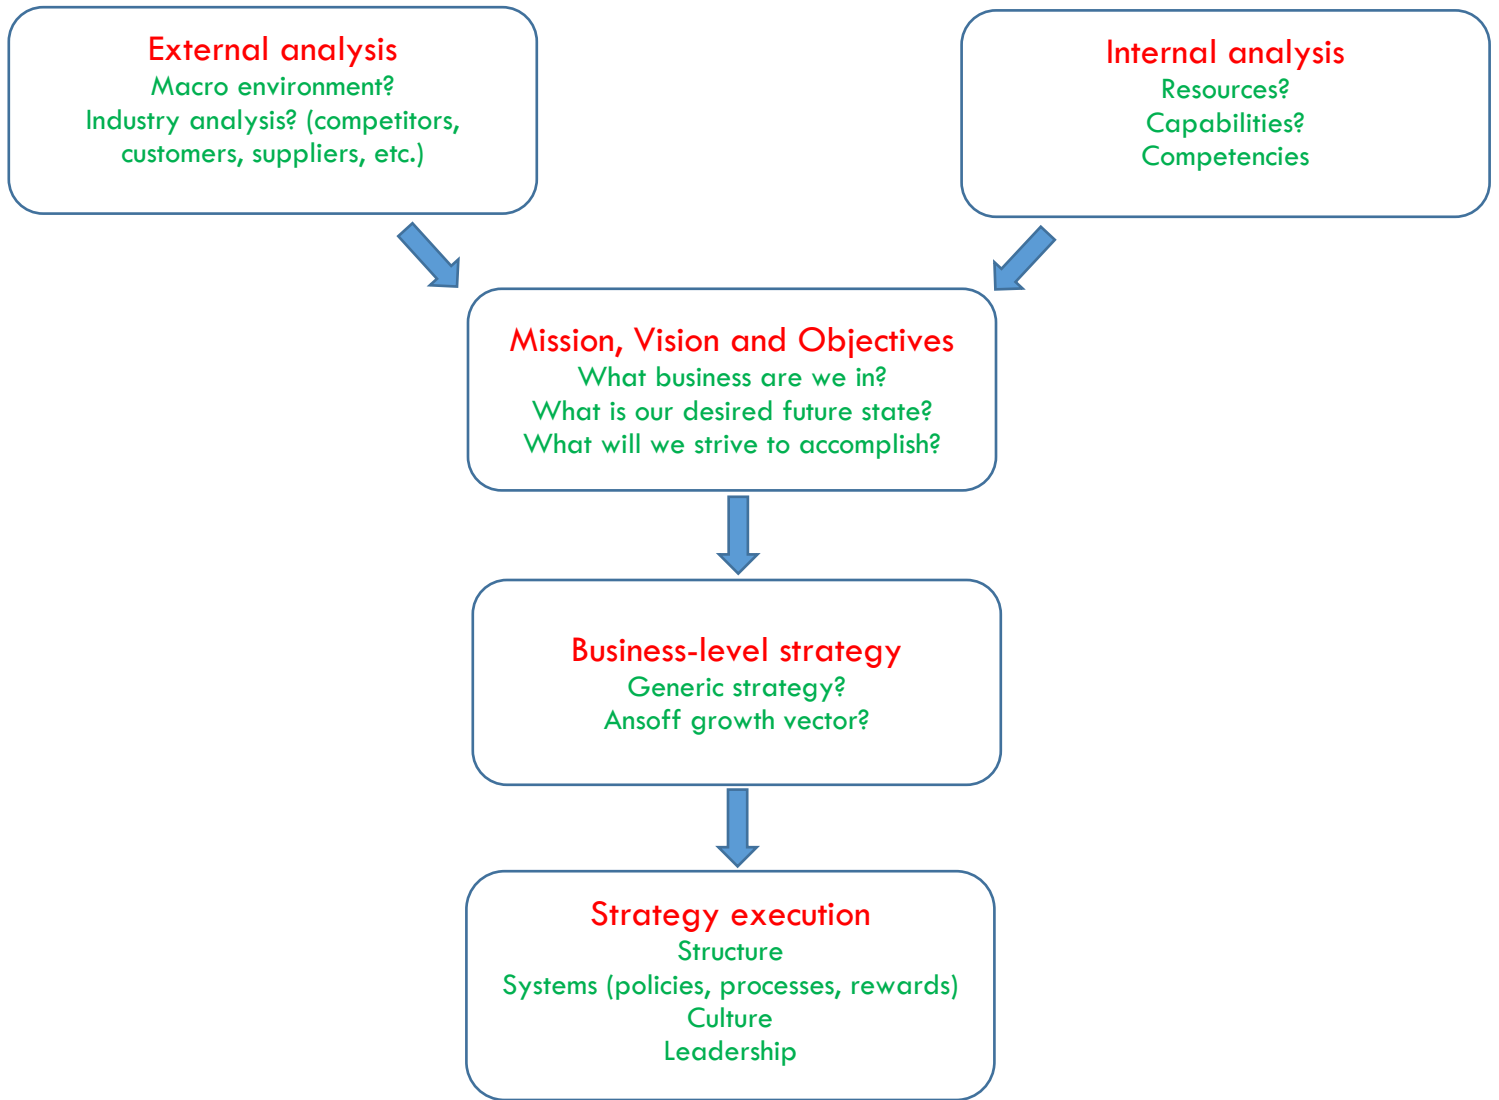 External analysis
Macro environment?
Industry analysis? (competitors,
customers, suppliers, etc.)
Internal analysis
Resources?
Capabilities?
Competencies
Mission, Vision and Objectives
What business are we in?
What is our desired future state?
What will we strive to accomplish?
Business-level strategy
Generic strategy?
Ansoff growth vector?
Strategy execution
Structure
Systems (policies, processes, rewards)
Culture
Leadership